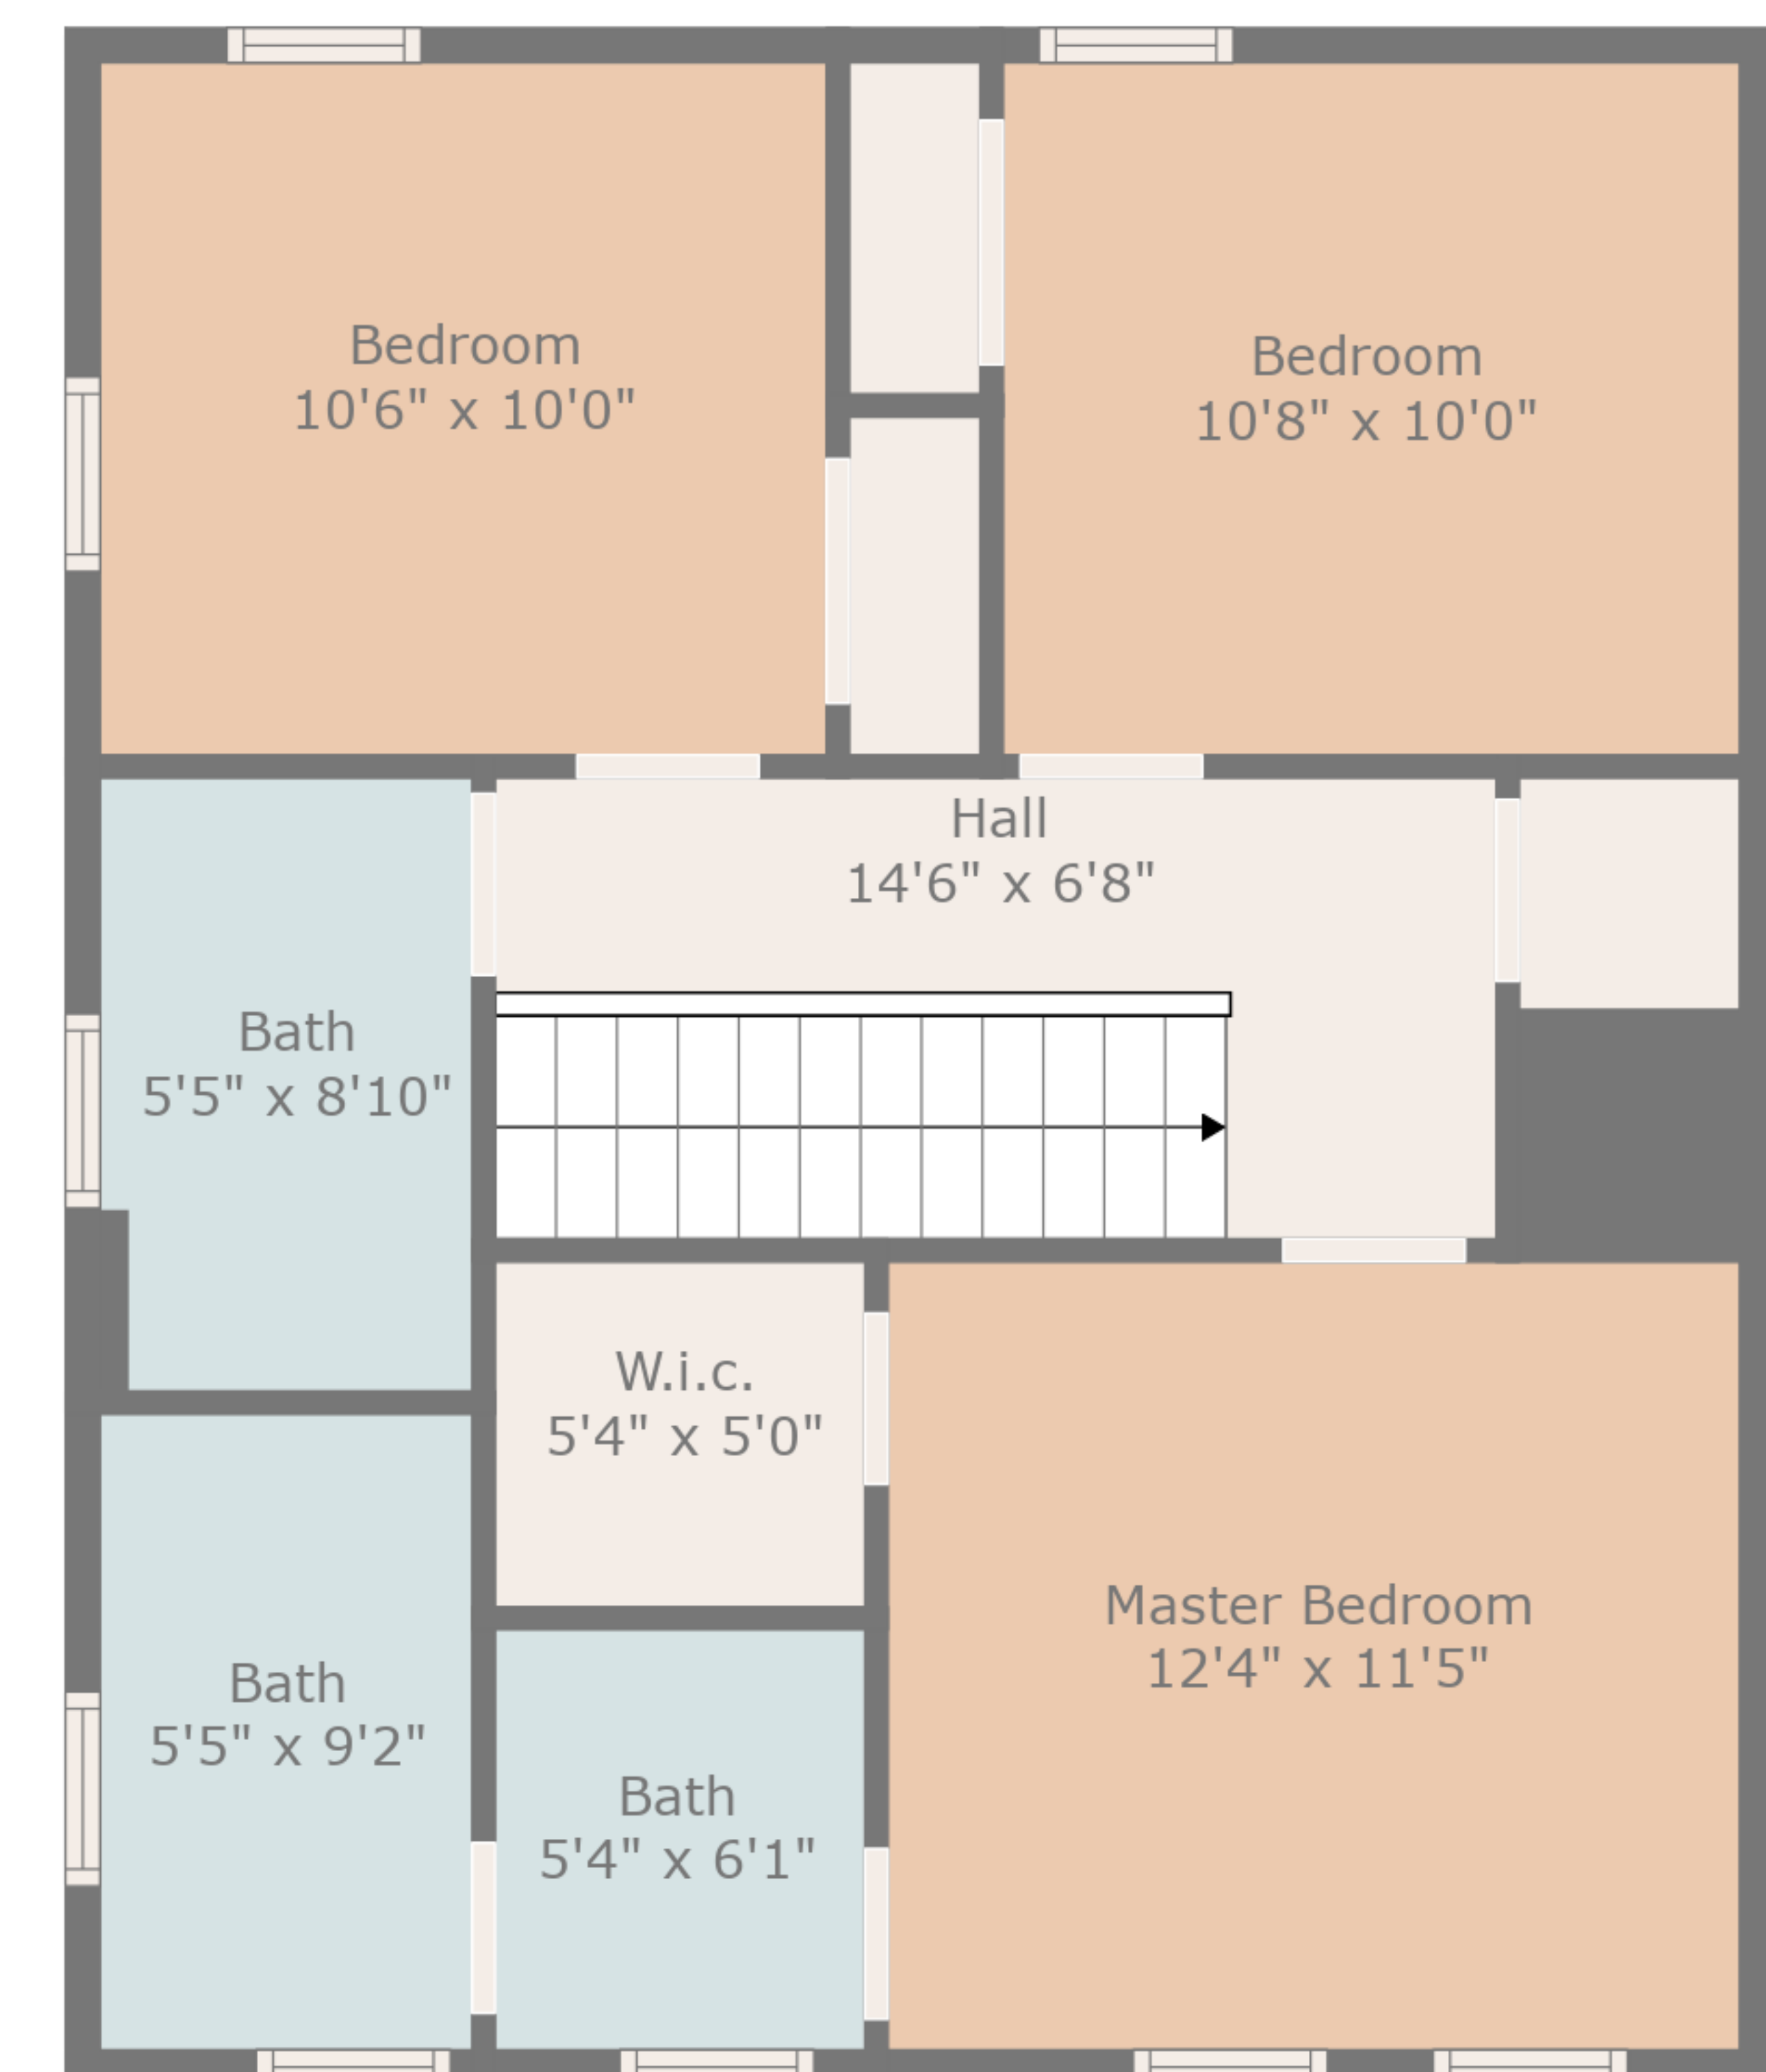 Bedroom
10'6" x 10'0"
Bedroom
10'8" x 10'0"
Hall
14'6" x 6'8"
Bath
5'5" x 8'10"
W.i.c.
5'4" x 5'0"
Master Bedroom
12'4" x 11'5"
Bath
5'5" x 9'2"
Bath
5'4" x 6'1"